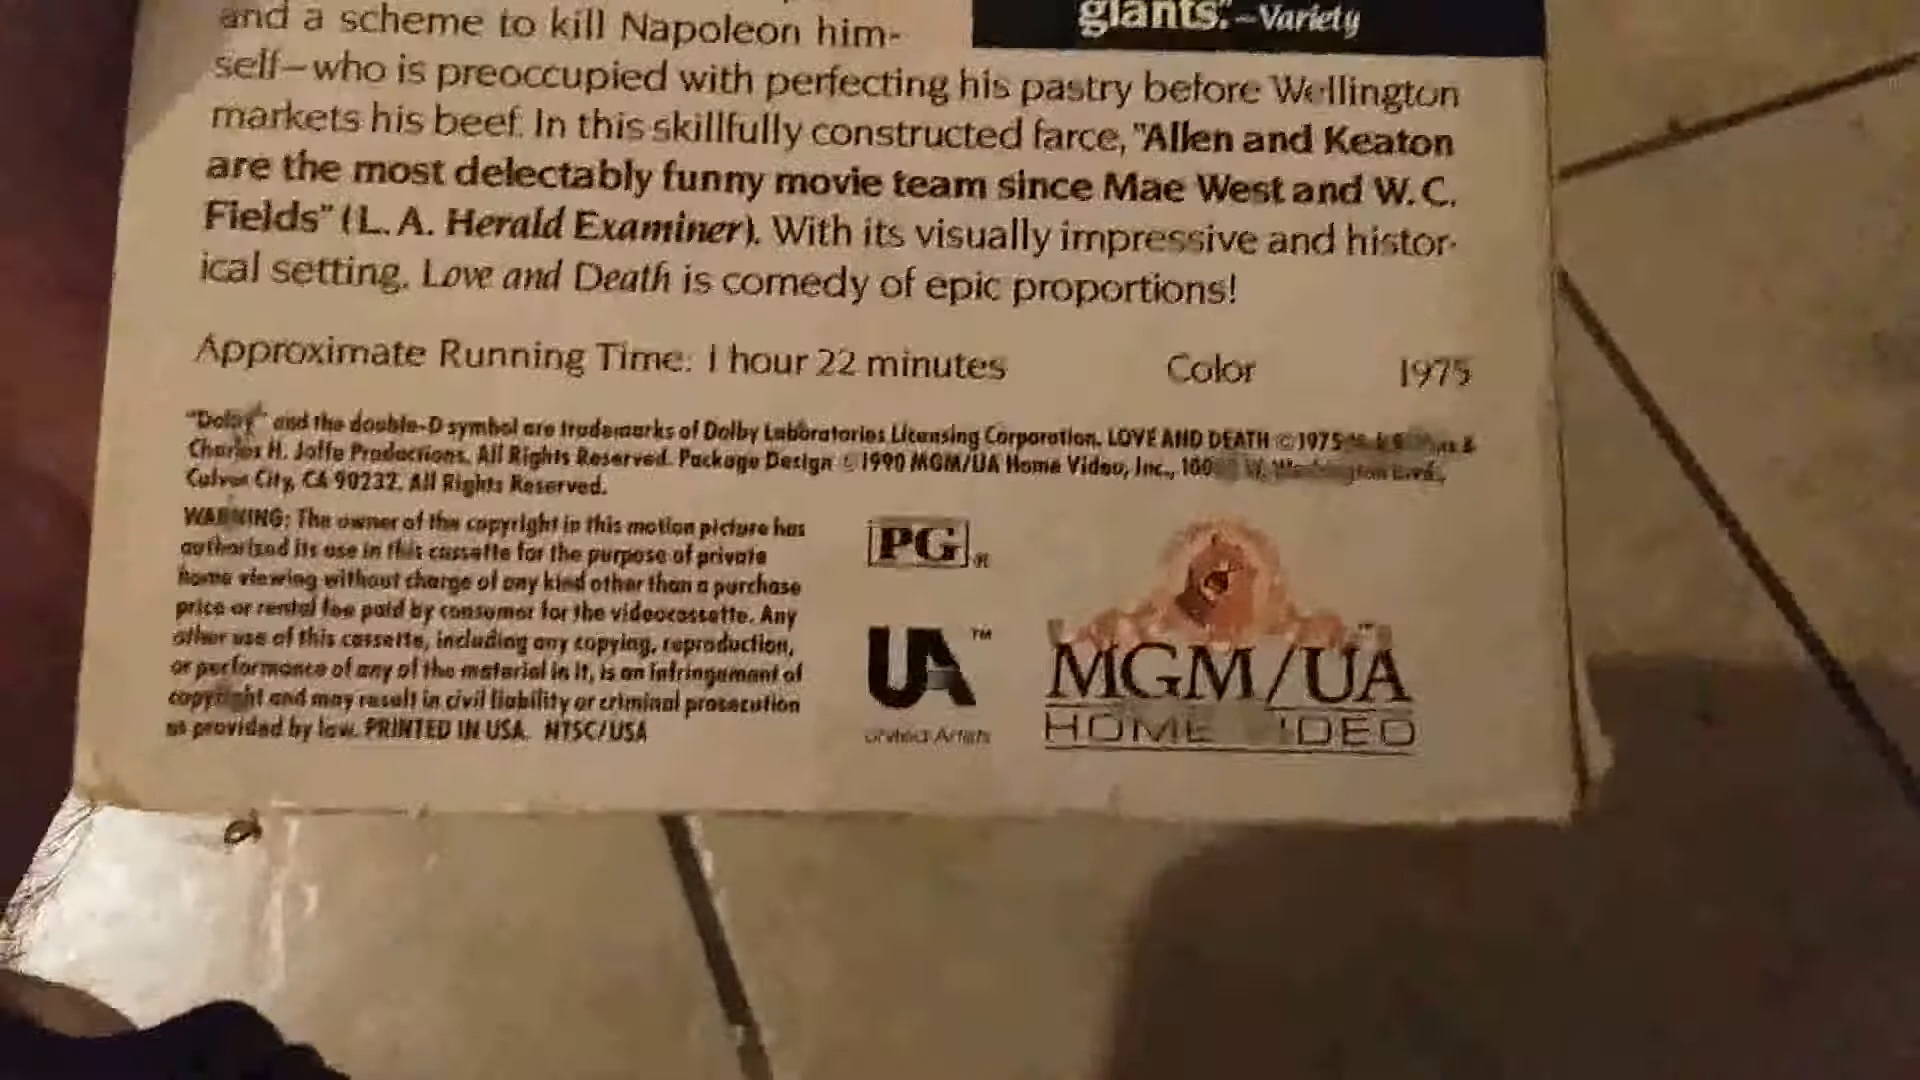 and a scheme to kill Napoleon him-
giants."—Variety
self—who is preoccupied with perfecting his pastry before Wellington
markets his beef. In this skillfully constructed farce, "Allen and Keaton
are the most delectably funny movie team since Mae West and W.C.
Fields" (L.A. Herald Examiner). With its visually impressive and histor-
ical setting, Love and Death is comedy of epic proportions!
Approximate Running Time: 1 hour 22 minutes Color 1975
"Dolby" and the double-D symbol are trademarks of Dolby Laboratories Licensing Corporation. LOVE AND DEATH ©1975 &
Charles H. Joffe Productions. All Rights Reserved. Package Design ©1990 MGM/UA Home Video, Inc., W. Washington Blvd.,
Culver City, CA 90232. All Rights Reserved.
WARNING: The owner of the copyright in this motion picture has
authorized its use in this cassette for the purpose of private
home viewing without charge of any kind other than a purchase
price or rental fee paid by consumer for the videocassette. Any
other use of this cassette, including any copying, reproduction,
or performance of any of the material in it, is an infringement of
copyright and may result in civil liability or criminal prosecution
as provided by law. PRINTED IN USA. NTSC/USA
PG®
UA™
United Artists
MGM/UA™
HOME VIDEO